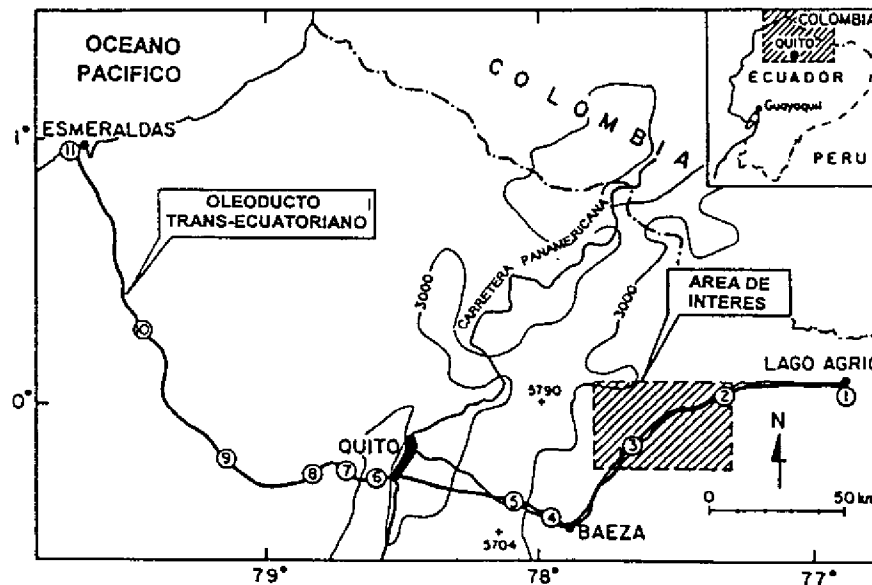 OCEANO
PACIFICO
COLOMBIA
ESMERALDAS
1°
11
OLEODUCTO
TRANS-ECUATORIANO
COLOMBIA
QUITO
ECUADOR
Guayaquil
PERU
CARRETERA PANAMERICANA
3000
3000
AREA DE
INTERES
LAGO AGRIO
10
0°
5790
2
1
3
N
QUITO
9
8
7
6
5
4
BAEZA
5704
0
50 km
79°
78°
77°